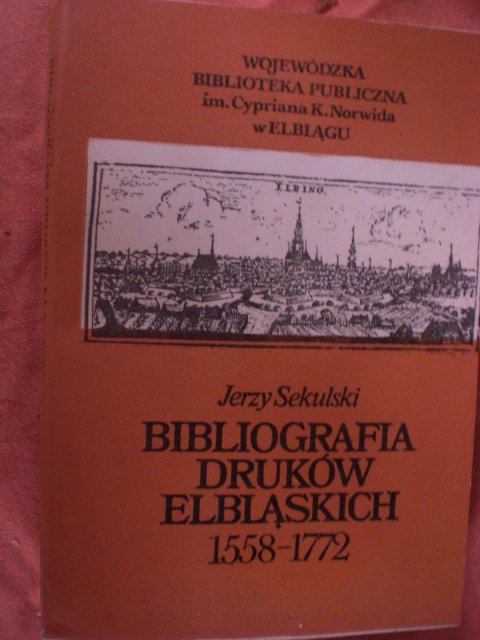 WOJEWÓDZKA
BIBLIOTEKA PUBLICZNA
im. Cypriana K. Norwida
w ELBLĄGU
ELBING.
Jerzy Sekulski
BIBLIOGRAFIA
DRUKÓW
ELBLĄSKICH
1558-1772